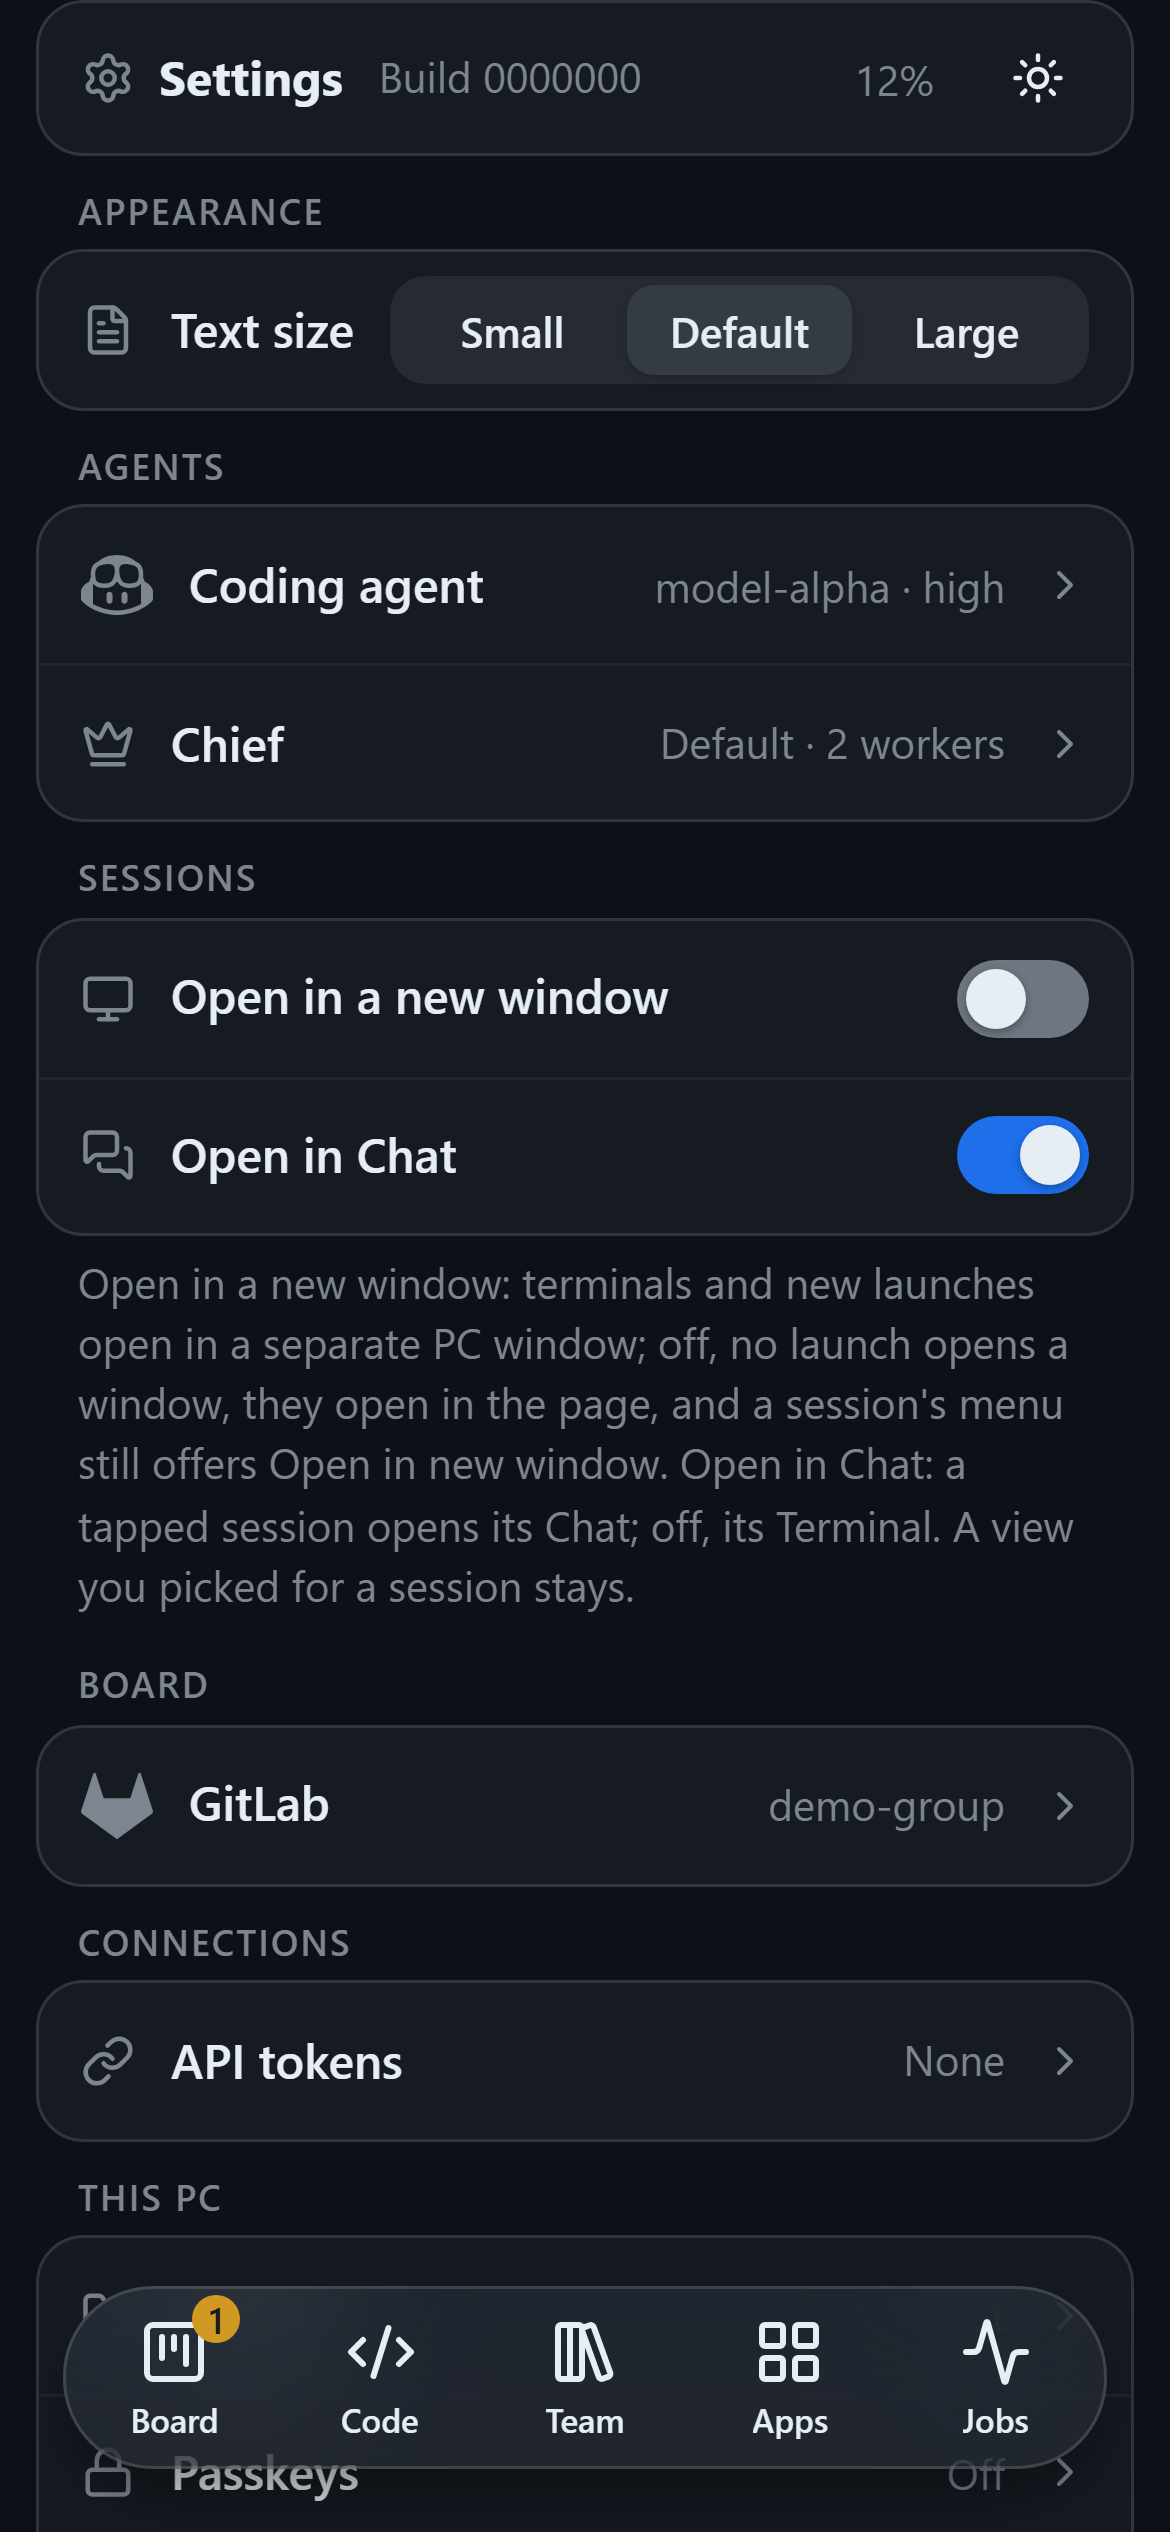 Settings Build 0000000 12%
APPEARANCE
Text size Small Default Large
AGENTS
Coding agent model-alpha · high
Chief Default · 2 workers
SESSIONS
Open in a new window
Open in Chat
Open in a new window: terminals and new launches
open in a separate PC window; off, no launch opens a
window, they open in the page, and a session's menu
still offers Open in new window. Open in Chat: a
tapped session opens its Chat; off, its Terminal. A view
you picked for a session stays.
BOARD
GitLab demo-group
CONNECTIONS
API tokens None
THIS PC
1
Board Code Team Apps Jobs
Passkeys Off